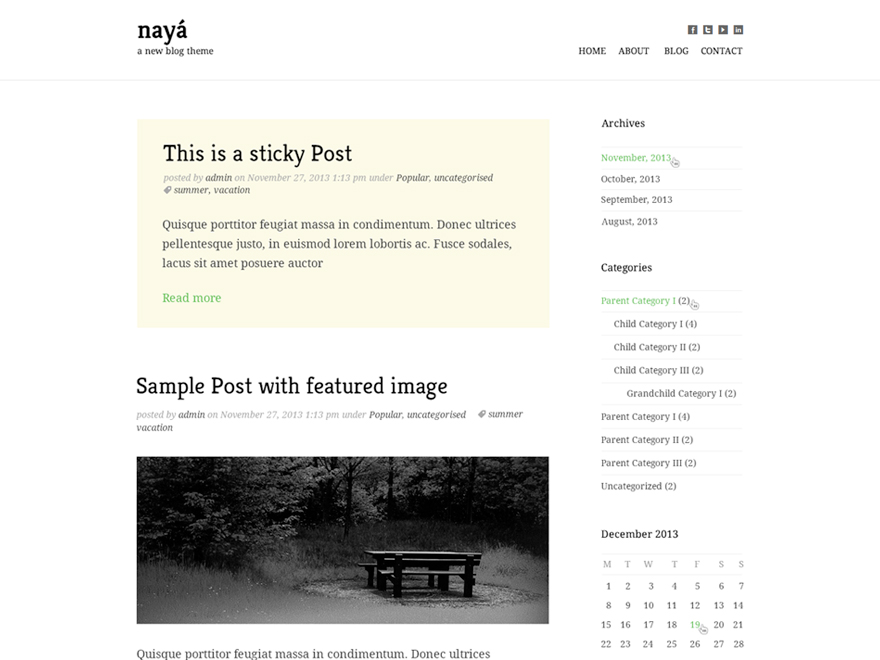 nayá
a new blog theme
HOME ABOUT BLOG CONTACT
This is a sticky Post
posted by admin on November 27, 2013 1:13 pm under Popular, uncategorised
summer, vacation
Quisque porttitor feugiat massa in condimentum. Donec ultrices
pellentesque justo, in euismod lorem lobortis ac. Fusce sodales,
lacus sit amet posuere auctor
Read more
Sample Post with featured image
posted by admin on November 27, 2013 1:13 pm under Popular, uncategorised summer
vacation
Quisque porttitor feugiat massa in condimentum. Donec ultrices
Archives
November, 2013
October, 2013
September, 2013
August, 2013
Categories
Parent Category I (2)
Child Category I (4)
Child Category II (2)
Child Category III (2)
Grandchild Category I (2)
Parent Category I (4)
Parent Category II (2)
Parent Category III (2)
Uncategorized (2)
December 2013
M T W T F S S
1 2 3 4 5 6 7
8 9 10 11 12 13 14
15 16 17 18 19 20 21
22 23 24 25 26 27 28